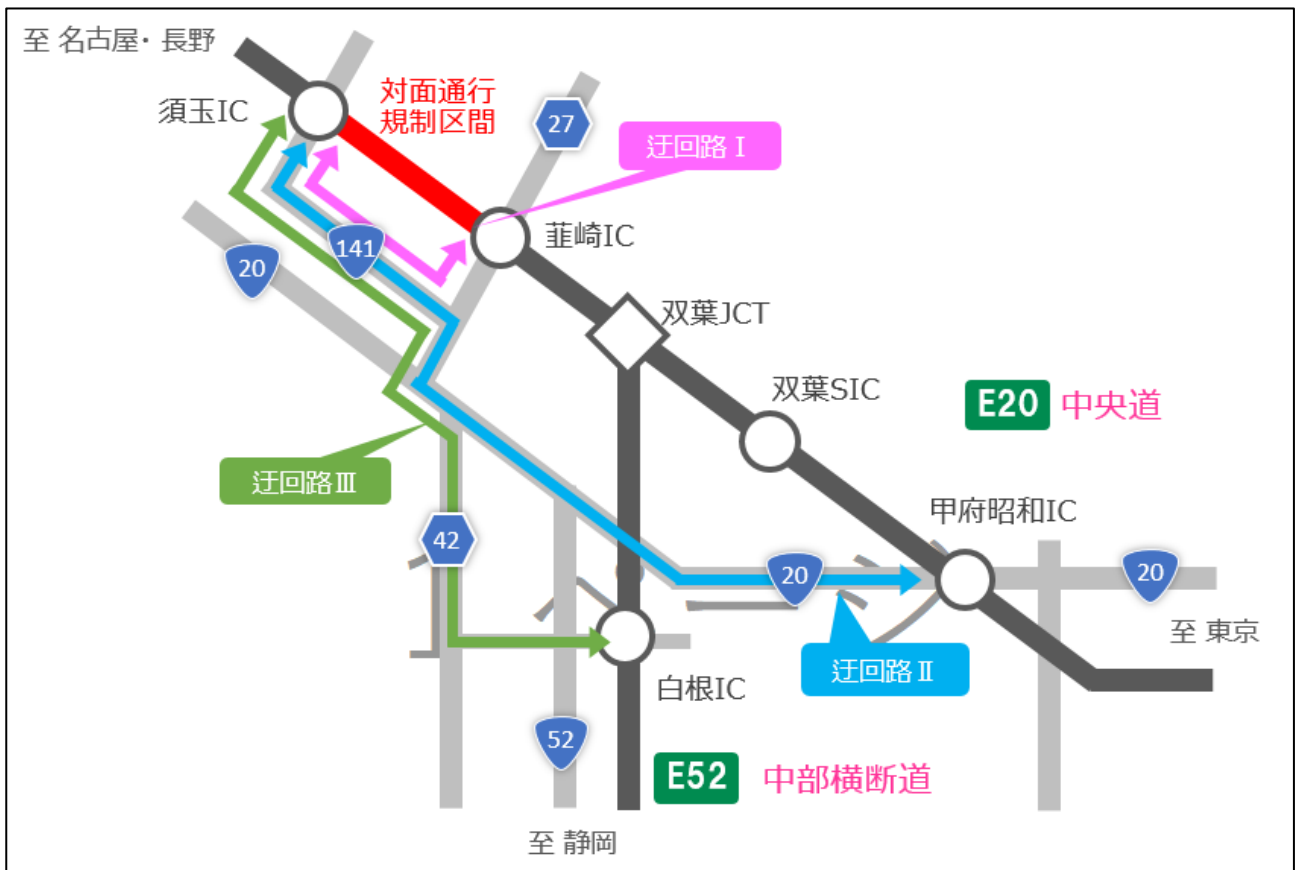 至 名古屋・長野
須玉IC
対面通行
規制区間
27
迂回路Ⅰ
141
20
韮崎IC
双葉JCT
双葉SIC
E20 中央道
迂回路Ⅲ
甲府昭和IC
42
20
20
至 東京
迂回路Ⅱ
白根IC
52
E52 中部横断道
至 静岡